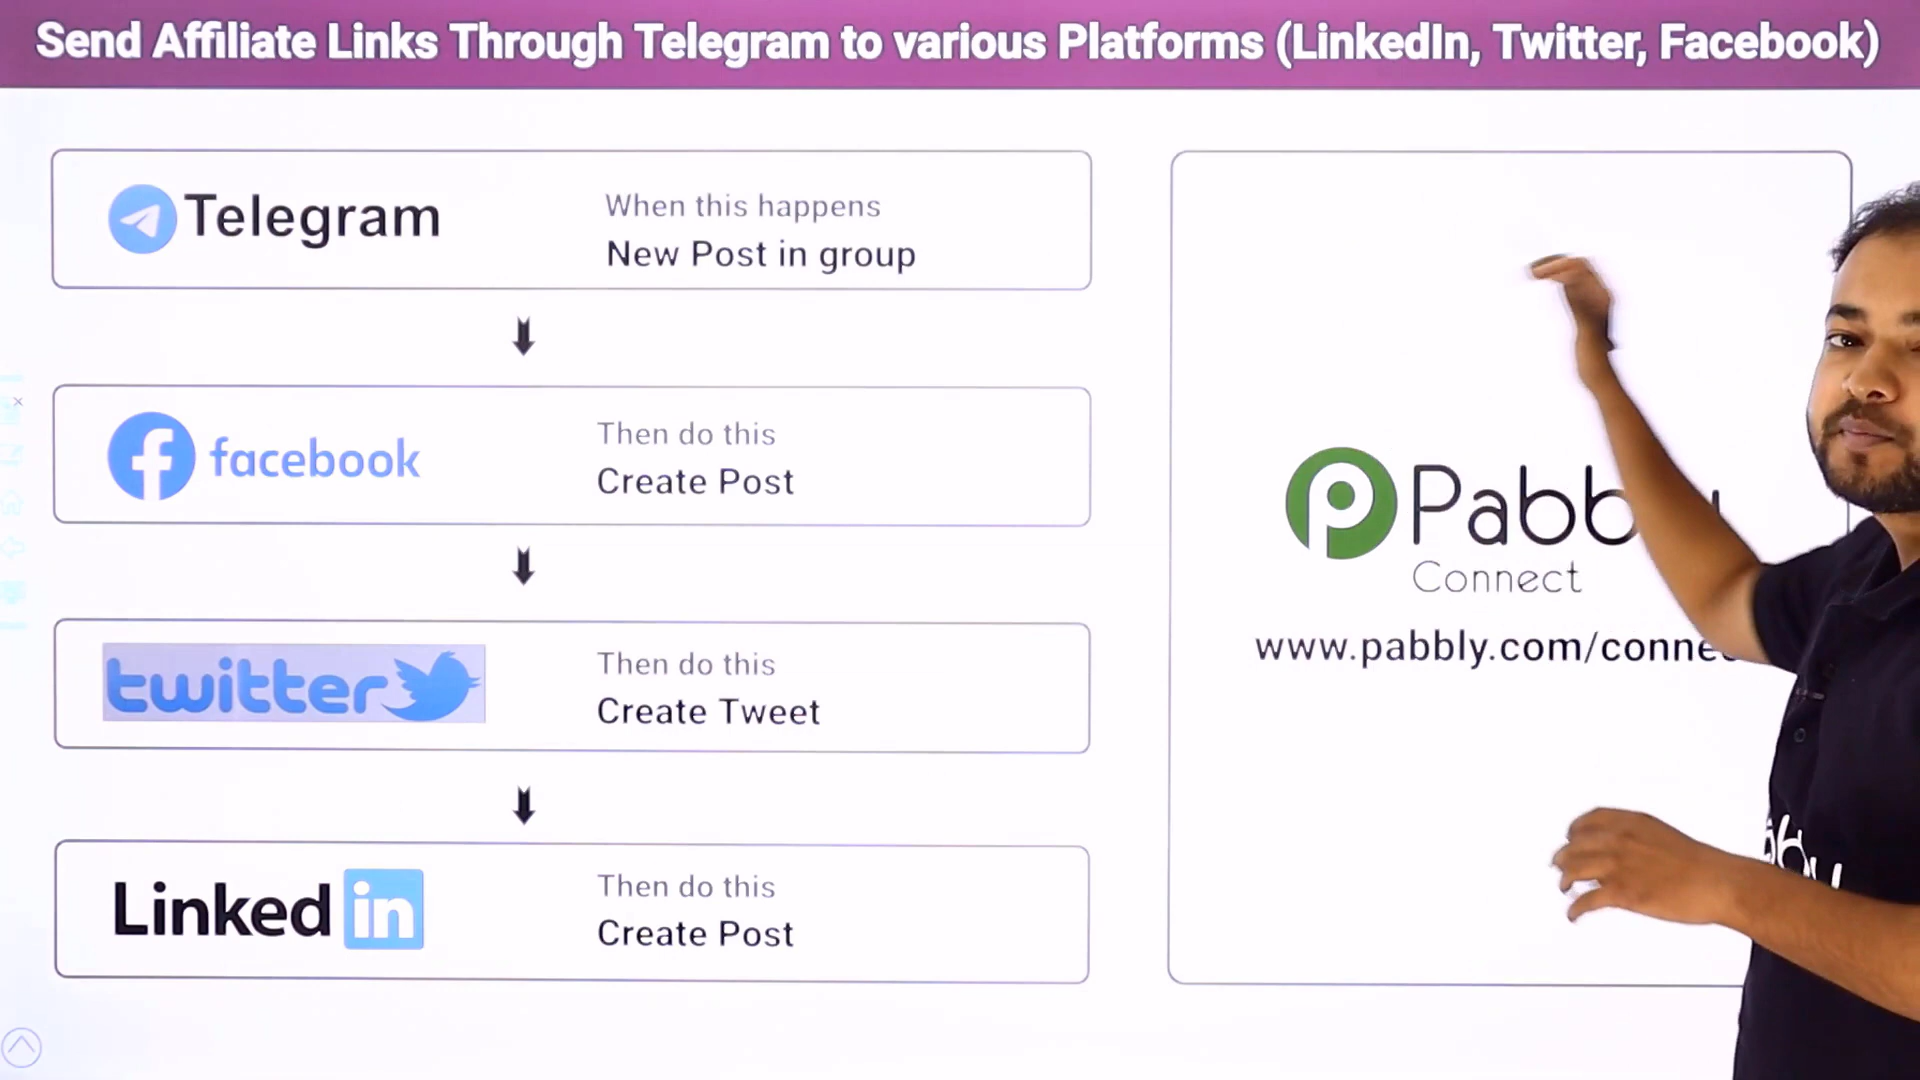 Send Affiliate Links Through Telegram to various Platforms (LinkedIn, Twitter, Facebook)
Telegram
When this happens
New Post in group
facebook
Then do this
Create Post
twitter
Then do this
Create Tweet
Linked in
Then do this
Create Post
Pabb
Connect
www.pabbly.com/conne